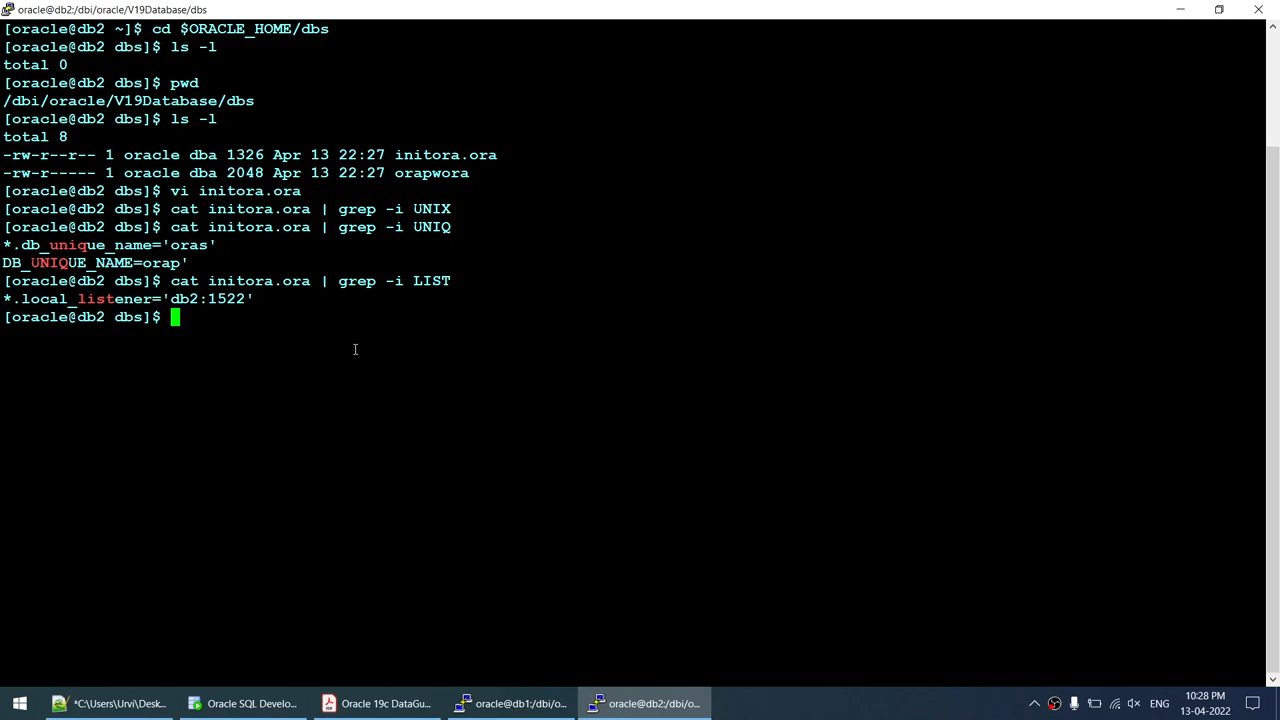 oracle@db2:/dbi/oracle/V19Database/dbs
[oracle@db2 ~]$ cd $ORACLE_HOME/dbs
[oracle@db2 dbs]$ ls -l
total 0
[oracle@db2 dbs]$ pwd
/dbi/oracle/V19Database/dbs
[oracle@db2 dbs]$ ls -l
total 8
-rw-r--r-- 1 oracle dba 1326 Apr 13 22:27 initora.ora
-rw-r----- 1 oracle dba 2048 Apr 13 22:27 orapwora
[oracle@db2 dbs]$ vi initora.ora
[oracle@db2 dbs]$ cat initora.ora | grep -i UNIX
[oracle@db2 dbs]$ cat initora.ora | grep -i UNIQ
*.db_unique_name='oras'
DB_UNIQUE_NAME=orap'
[oracle@db2 dbs]$ cat initora.ora | grep -i LIST
*.local_listener='db2:1522'
[oracle@db2 dbs]$
*C:\Users\Urvi\Desk...
Oracle SQL Develo...
Oracle 19c DataGu...
oracle@db1:/dbi/o...
oracle@db2:/dbi/o...
ENG
10:28 PM
13-04-2022